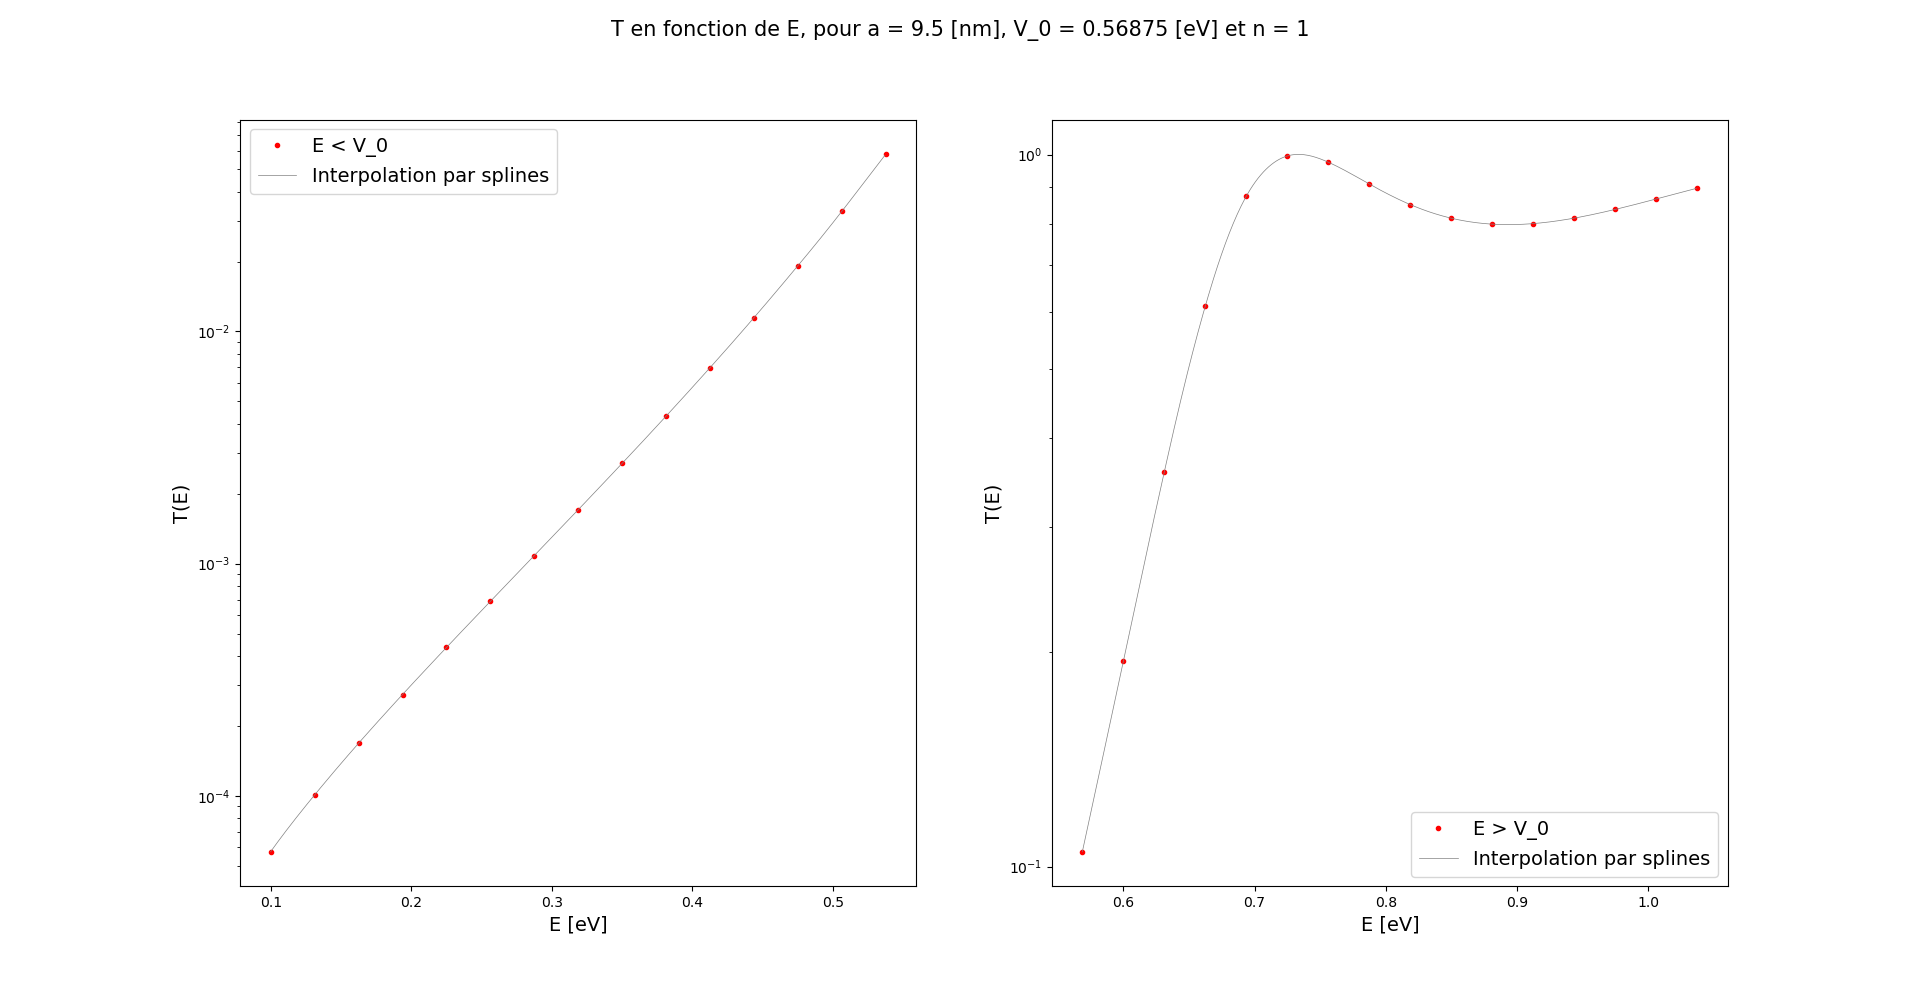 T en fonction de E, pour a = 9.5 [nm], V_0 = 0.56875 [eV] et n = 1
E < V_0
Interpolation par splines
T(E)
10⁻²
10⁻³
10⁻⁴
0.1 0.2 0.3 0.4 0.5
E [eV]
T(E)
10⁰
10⁻¹
E > V_0
Interpolation par splines
0.6 0.7 0.8 0.9 1.0
E [eV]